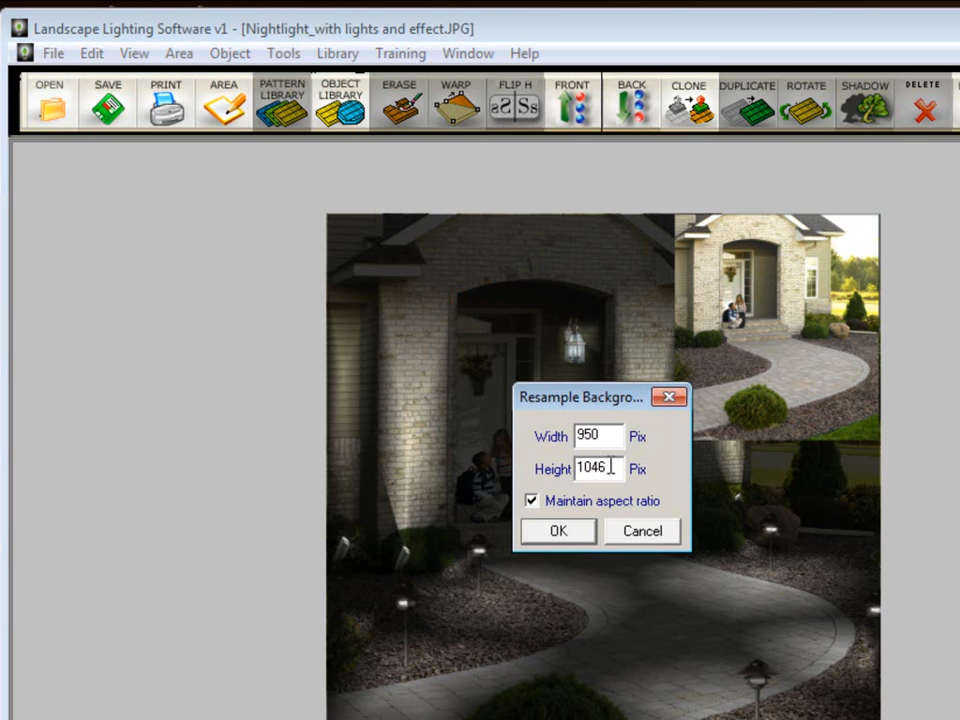 Landscape Lighting Software v1 - [Nightlight_with lights and effect.JPG]
File Edit View Area Object Tools Library Training Window Help
OPEN SAVE PRINT AREA PATTERN LIBRARY OBJECT LIBRARY ERASE WARP FLIP H FRONT BACK CLONE DUPLICATE ROTATE SHADOW DELETE
Resample Backgro...
Width 950 Pix
Height 1046 Pix
Maintain aspect ratio
OK Cancel